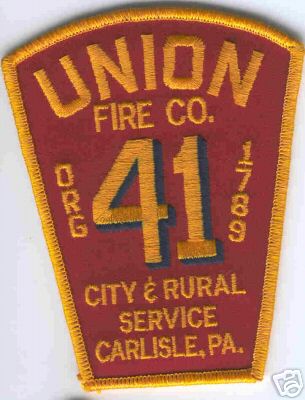 UNION
FIRE CO.
ORG
41
1789
CITY & RURAL
SERVICE
CARLISLE, PA.